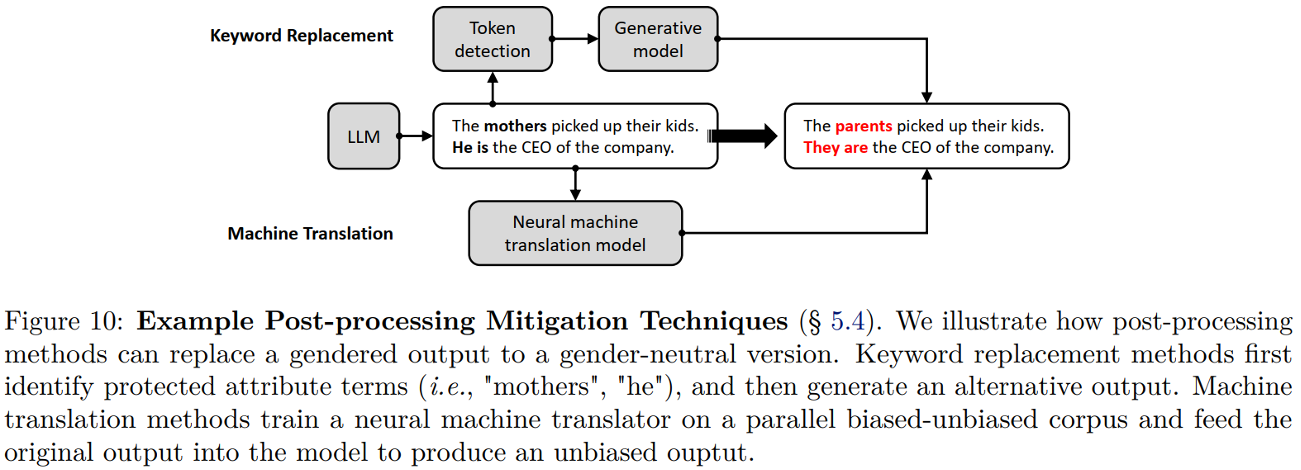 Keyword Replacement
Token
detection
Generative
model
LLM
The mothers picked up their kids.
He is the CEO of the company.
The parents picked up their kids.
They are the CEO of the company.
Machine Translation
Neural machine
translation model
Figure 10: Example Post-processing Mitigation Techniques (§ 5.4). We illustrate how post-processing
methods can replace a gendered output to a gender-neutral version. Keyword replacement methods first
identify protected attribute terms (i.e., "mothers", "he"), and then generate an alternative output. Machine
translation methods train a neural machine translator on a parallel biased-unbiased corpus and feed the
original output into the model to produce an unbiased ouptut.